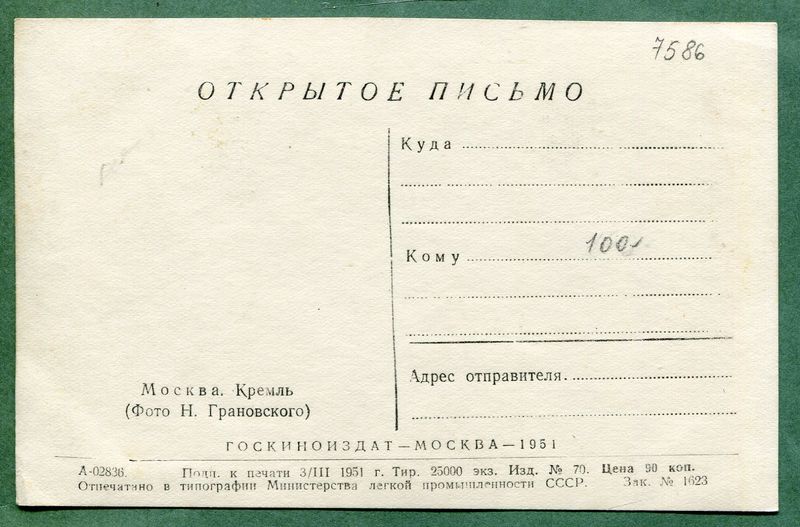 7586
ОТКРЫТОЕ ПИСЬМО
Куда
Кому
100
Адрес отправителя.
Москва. Кремль
(Фото Н. Грановского)
ГОСКИНОИЗДАТ—МОСКВА—1951
А-02836. Подп. к печати 3/III 1951 г. Тир. 25000 экз. Изд. № 70. Цена 90 коп.
Отпечатано в типографии Министерства легкой промышленности СССР. Зак. № 1623